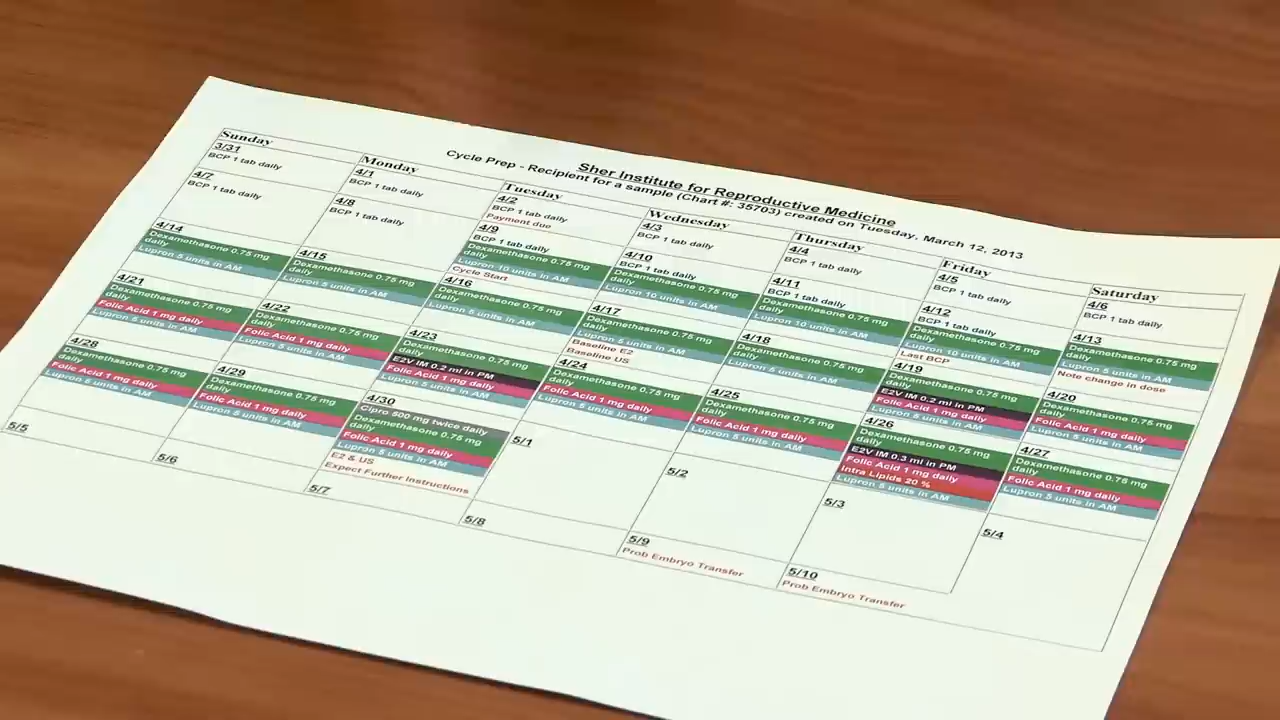 Sher Institute for Reproductive Medicine
Cycle Prep - Recipient for a sample (Chart #: 35703) created on Tuesday, March 12, 2013
Sunday
Monday
Tuesday
Wednesday
Thursday
Friday
Saturday
3/31
BCP 1 tab daily
4/1
BCP 1 tab daily
4/2
BCP 1 tab daily
Payment due
4/3
BCP 1 tab daily
4/4
BCP 1 tab daily
4/5
BCP 1 tab daily
4/6
BCP 1 tab daily
4/7
BCP 1 tab daily
4/8
BCP 1 tab daily
4/9
BCP 1 tab daily
Dexamethasone 0.75 mg
daily
Lupron 10 units in AM
Cycle Start
4/10
BCP 1 tab daily
Dexamethasone 0.75 mg
daily
Lupron 10 units in AM
4/11
BCP 1 tab daily
Dexamethasone 0.75 mg
daily
Lupron 10 units in AM
4/12
BCP 1 tab daily
Dexamethasone 0.75 mg
daily
Lupron 10 units in AM
Last BCP
4/13
Dexamethasone 0.75 mg
daily
Lupron 5 units in AM
Note change in dose
4/14
Dexamethasone 0.75 mg
daily
Lupron 5 units in AM
4/15
Dexamethasone 0.75 mg
daily
Lupron 5 units in AM
4/16
Dexamethasone 0.75 mg
daily
Lupron 5 units in AM
4/17
Dexamethasone 0.75 mg
daily
Lupron 5 units in AM
Baseline E2
Baseline US
4/18
Dexamethasone 0.75 mg
daily
Lupron 5 units in AM
4/19
Dexamethasone 0.75 mg
daily
E2V IM 0.2 ml in PM
Folic Acid 1 mg daily
Lupron 5 units in AM
4/20
Dexamethasone 0.75 mg
daily
Folic Acid 1 mg daily
Lupron 5 units in AM
4/21
Dexamethasone 0.75 mg
daily
Folic Acid 1 mg daily
Lupron 5 units in AM
4/22
Dexamethasone 0.75 mg
daily
Folic Acid 1 mg daily
Lupron 5 units in AM
4/23
Dexamethasone 0.75 mg
daily
E2V IM 0.2 ml in PM
Folic Acid 1 mg daily
Lupron 5 units in AM
4/24
Dexamethasone 0.75 mg
daily
Folic Acid 1 mg daily
Lupron 5 units in AM
4/25
Dexamethasone 0.75 mg
daily
Folic Acid 1 mg daily
Lupron 5 units in AM
4/26
Dexamethasone 0.75 mg
daily
E2V IM 0.3 ml in PM
Folic Acid 1 mg daily
Intra Lipids 20 %
Lupron 5 units in AM
4/27
Dexamethasone 0.75 mg
daily
Folic Acid 1 mg daily
Lupron 5 units in AM
4/28
Dexamethasone 0.75 mg
daily
Folic Acid 1 mg daily
Lupron 5 units in AM
4/29
Dexamethasone 0.75 mg
daily
Folic Acid 1 mg daily
Lupron 5 units in AM
4/30
Cipro 500 mg twice daily
Dexamethasone 0.75 mg
daily
Folic Acid 1 mg daily
Lupron 5 units in AM
E2 & US
Expect Further Instructions
5/1
5/2
5/3
5/4
5/5
5/6
5/7
5/8
5/9
Prob Embryo Transfer
5/10
Prob Embryo Transfer